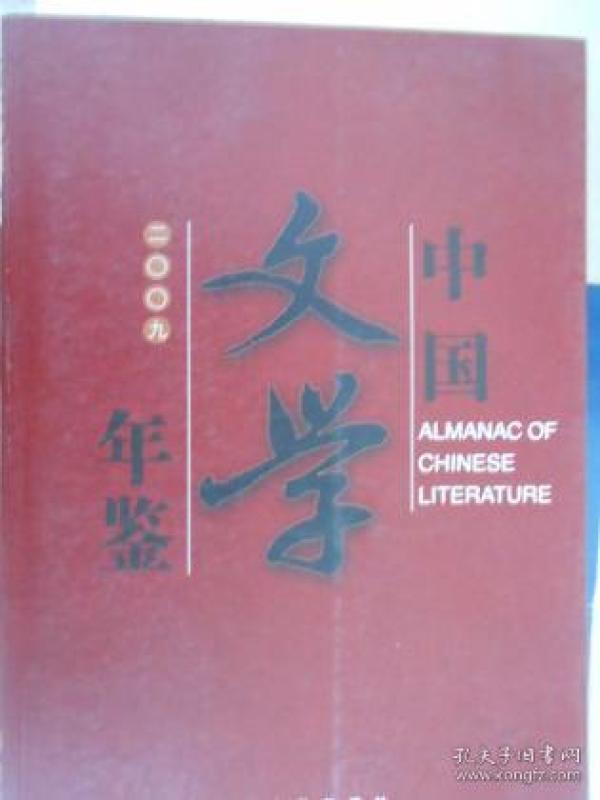 中国
ALMANAC OF
CHINESE
LITERATURE
文学
二〇〇九
年鉴
孔夫子旧书网
www.kongfz.com